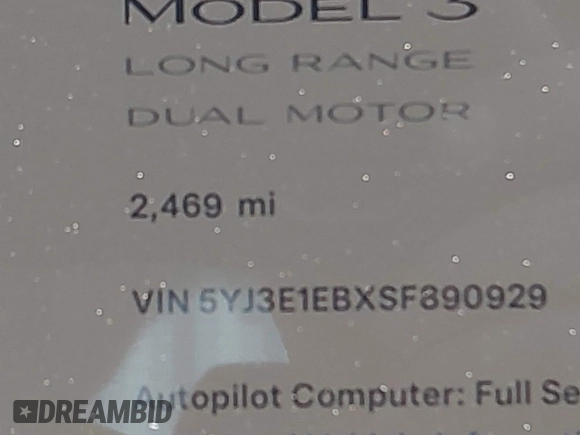 MODEL 3
LONG RANGE
DUAL MOTOR
2,469 mi
VIN 5YJ3E1EBXSF890929
Autopilot Computer: Full Se
DREAMBID